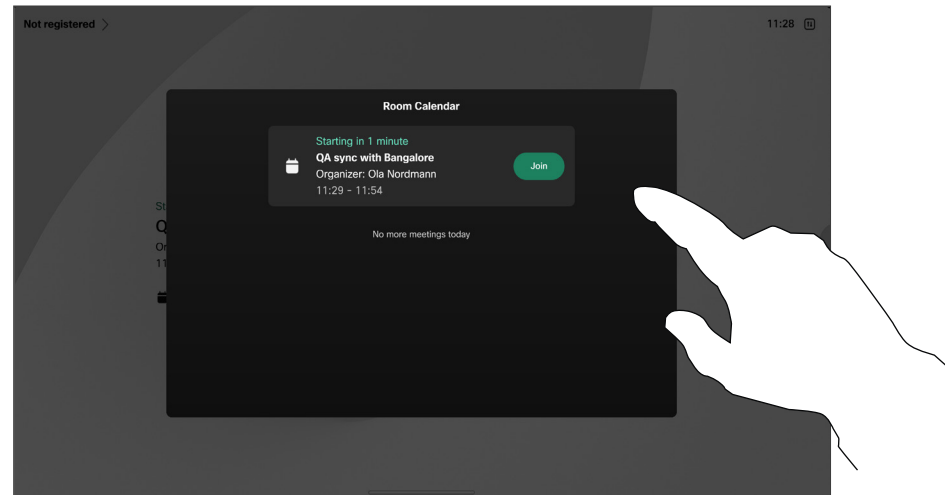 Not registered
11:28
Room Calendar
Starting in 1 minute
QA sync with Bangalore
Organizer: Ola Nordmann
11:29 - 11:54
Join
No more meetings today